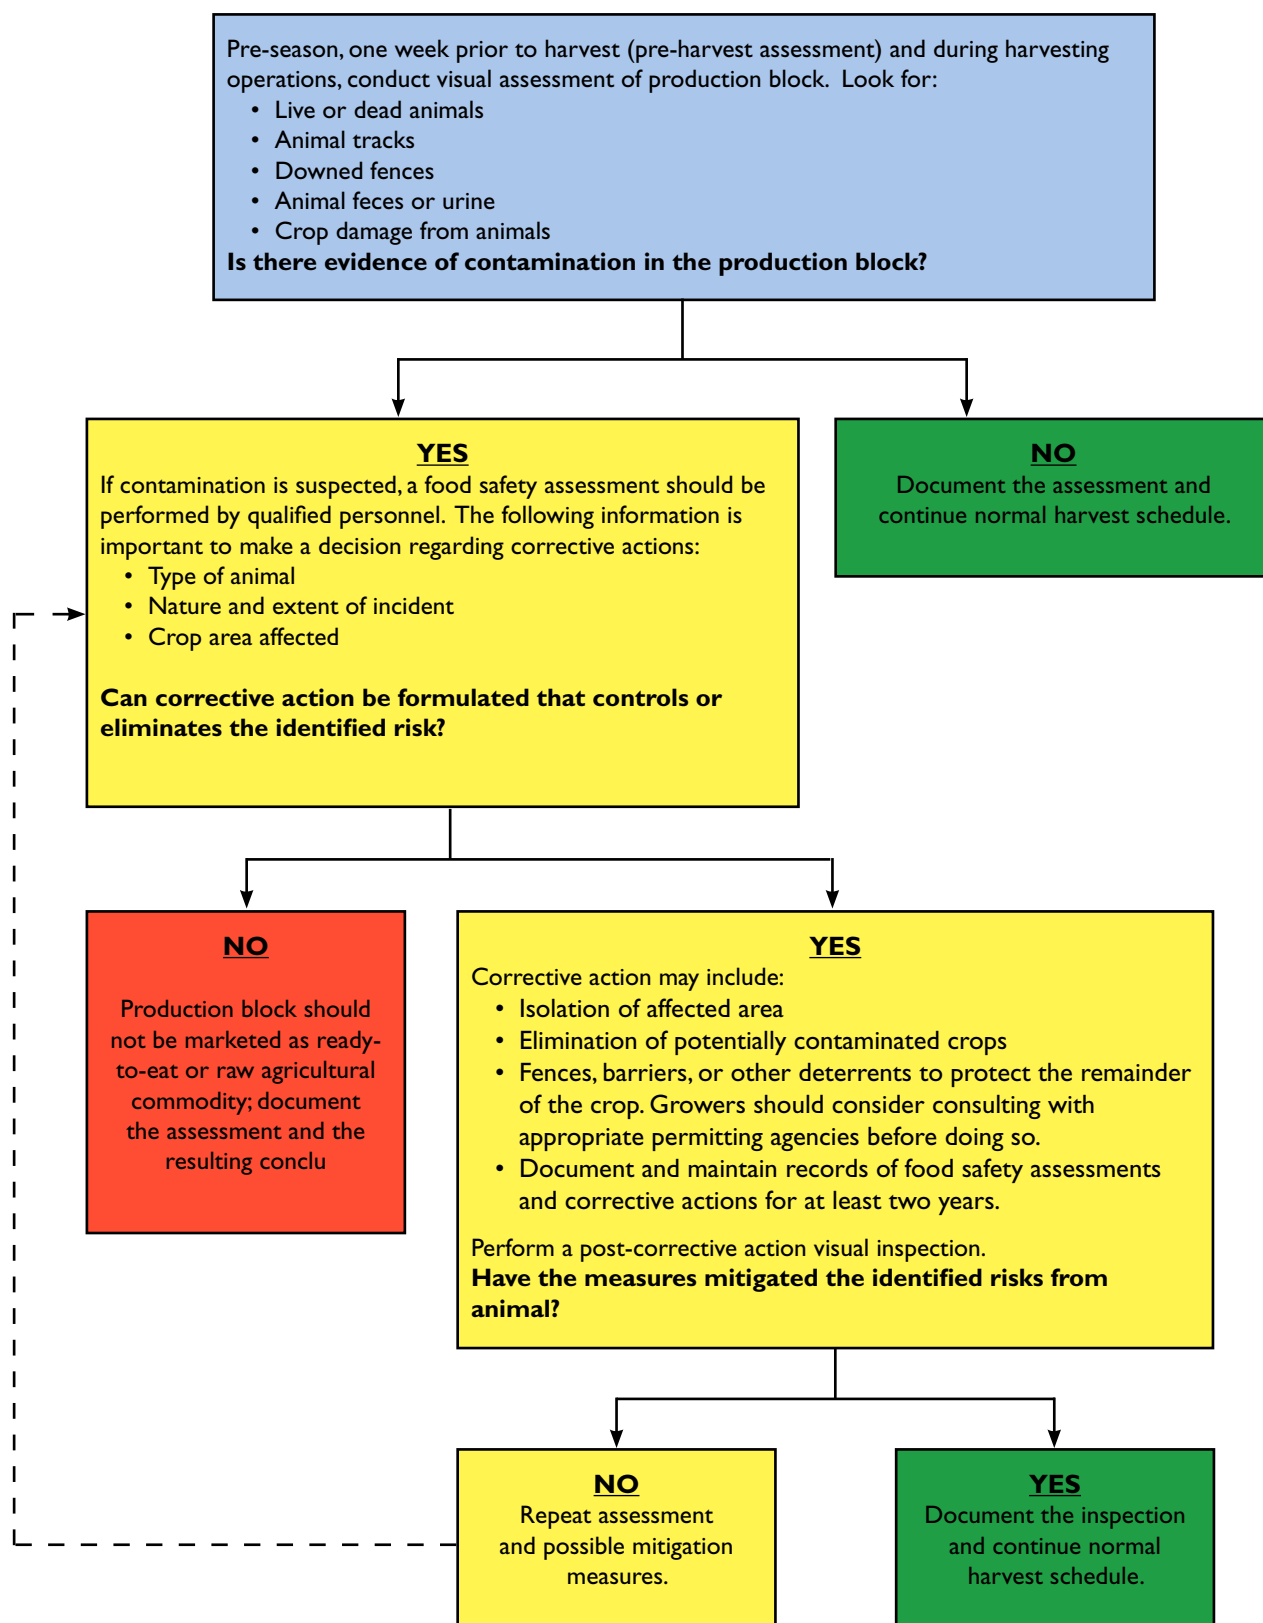 Pre-season, one week prior to harvest (pre-harvest assessment) and during harvesting
operations, conduct visual assessment of production block. Look for:
• Live or dead animals
• Animal tracks
• Downed fences
• Animal feces or urine
• Crop damage from animals
Is there evidence of contamination in the production block?
YES
If contamination is suspected, a food safety assessment should be
performed by qualified personnel. The following information is
important to make a decision regarding corrective actions:
• Type of animal
• Nature and extent of incident
• Crop area affected
Can corrective action be formulated that controls or
eliminates the identified risk?
NO
Document the assessment and
continue normal harvest schedule.
NO
Production block should
not be marketed as ready-
to-eat or raw agricultural
commodity; document
the assessment and the
resulting conclu
YES
Corrective action may include:
• Isolation of affected area
• Elimination of potentially contaminated crops
• Fences, barriers, or other deterrents to protect the remainder
of the crop. Growers should consider consulting with
appropriate permitting agencies before doing so.
• Document and maintain records of food safety assessments
and corrective actions for at least two years.
Perform a post-corrective action visual inspection.
Have the measures mitigated the identified risks from
animal?
NO
Repeat assessment
and possible mitigation
measures.
YES
Document the inspection
and continue normal
harvest schedule.